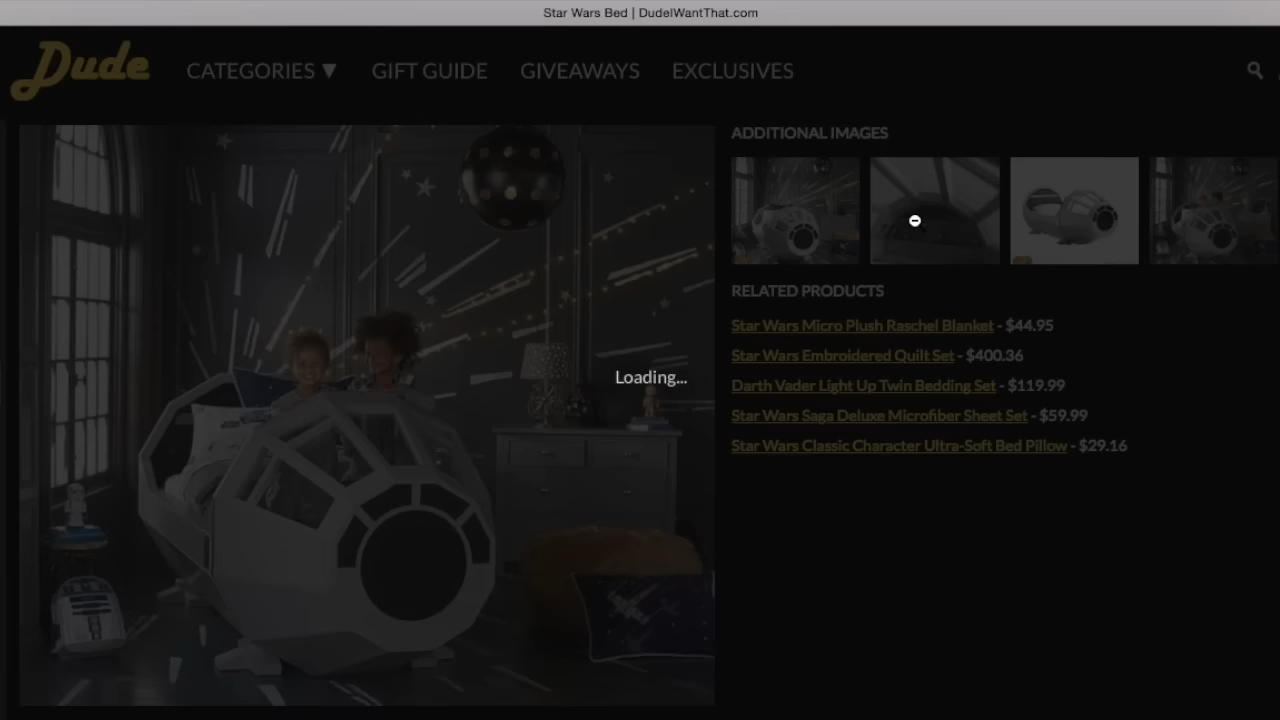 Star Wars Bed | DudeIWantThat.com
Dude
CATEGORIES ▼
GIFT GUIDE
GIVEAWAYS
EXCLUSIVES
ADDITIONAL IMAGES
RELATED PRODUCTS
Star Wars Micro Plush Raschel Blanket - $44.95
Star Wars Embroidered Quilt Set - $400.36
Loading...
Darth Vader Light Up Twin Bedding Set - $119.99
Star Wars Saga Deluxe Microfiber Sheet Set - $59.99
Star Wars Classic Character Ultra-Soft Bed Pillow - $29.16